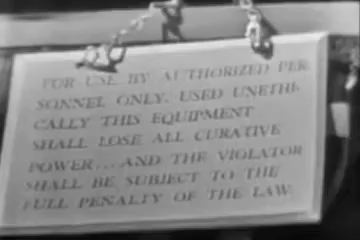 FOR USE BY AUTHORIZED PER
SONNEL ONLY. USED UNETHI
CALLY THIS EQUIPMENT
SHALL LOSE ALL CURATIVE
POWER... AND THE VIOLATOR
SHALL BE SUBJECT TO THE
FULL PENALTY OF THE LAW